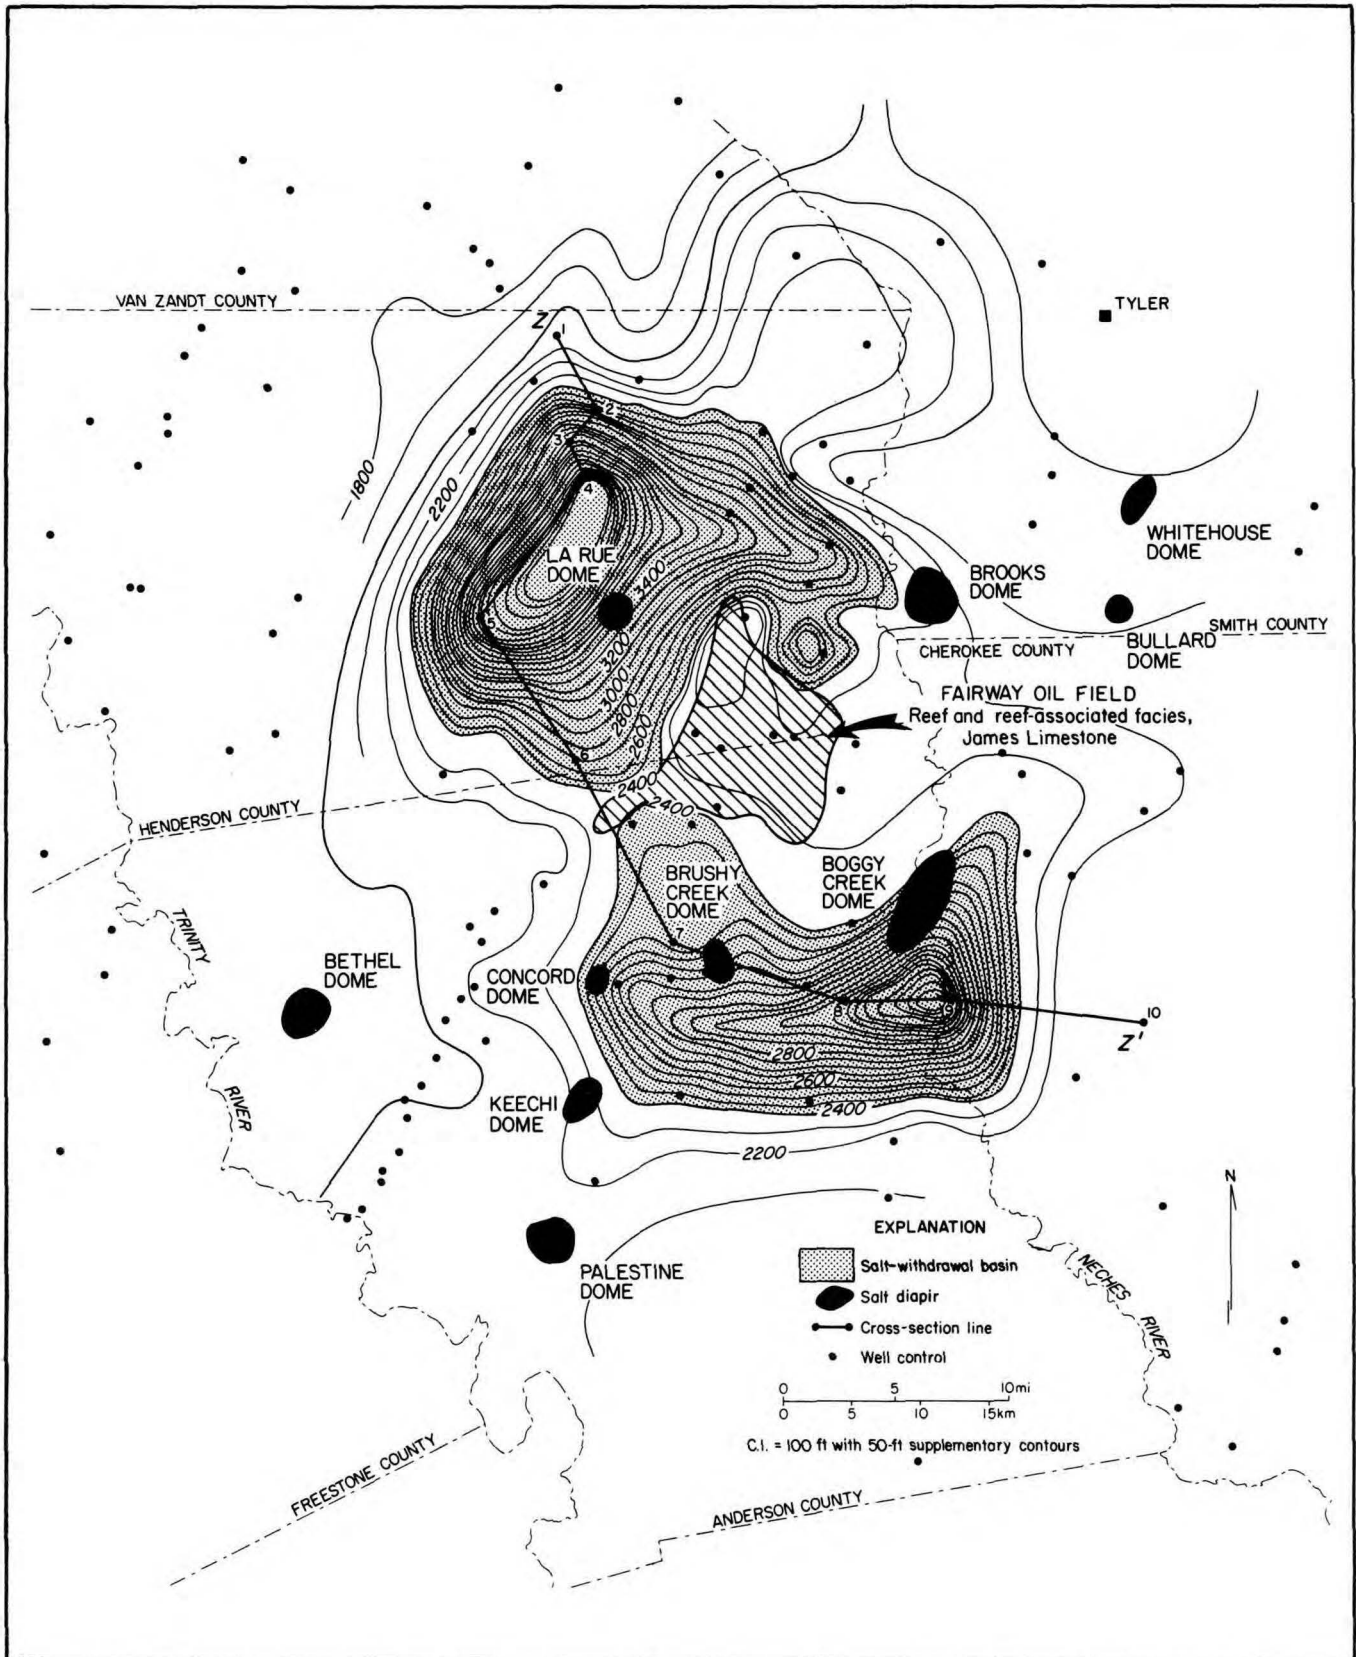 VAN ZANDT COUNTY
TYLER
Z
1
2
3
4
1800
2200
LA RUE
DOME
3400
WHITEHOUSE
DOME
BROOKS
DOME
5
3200
3000
2800
2600
SMITH COUNTY
CHEROKEE COUNTY
BULLARD
DOME
FAIRWAY OIL FIELD
Reef and reef-associated facies,
James Limestone
6
2400
2400
HENDERSON COUNTY
BRUSHY
CREEK
DOME
BOGGY
CREEK
DOME
TRINITY
7
BETHEL
DOME
CONCORD
DOME
8
9
10
Z'
2800
2600
2400
KEECHI
DOME
RIVER
2200
N
EXPLANATION
Salt-withdrawal basin
Salt diapir
Cross-section line
Well control
PALESTINE
DOME
NECHES
RIVER
0 5 10mi
0 5 10 15km
C.I. = 100 ft with 50-ft supplementary contours
FREESTONE COUNTY
ANDERSON COUNTY